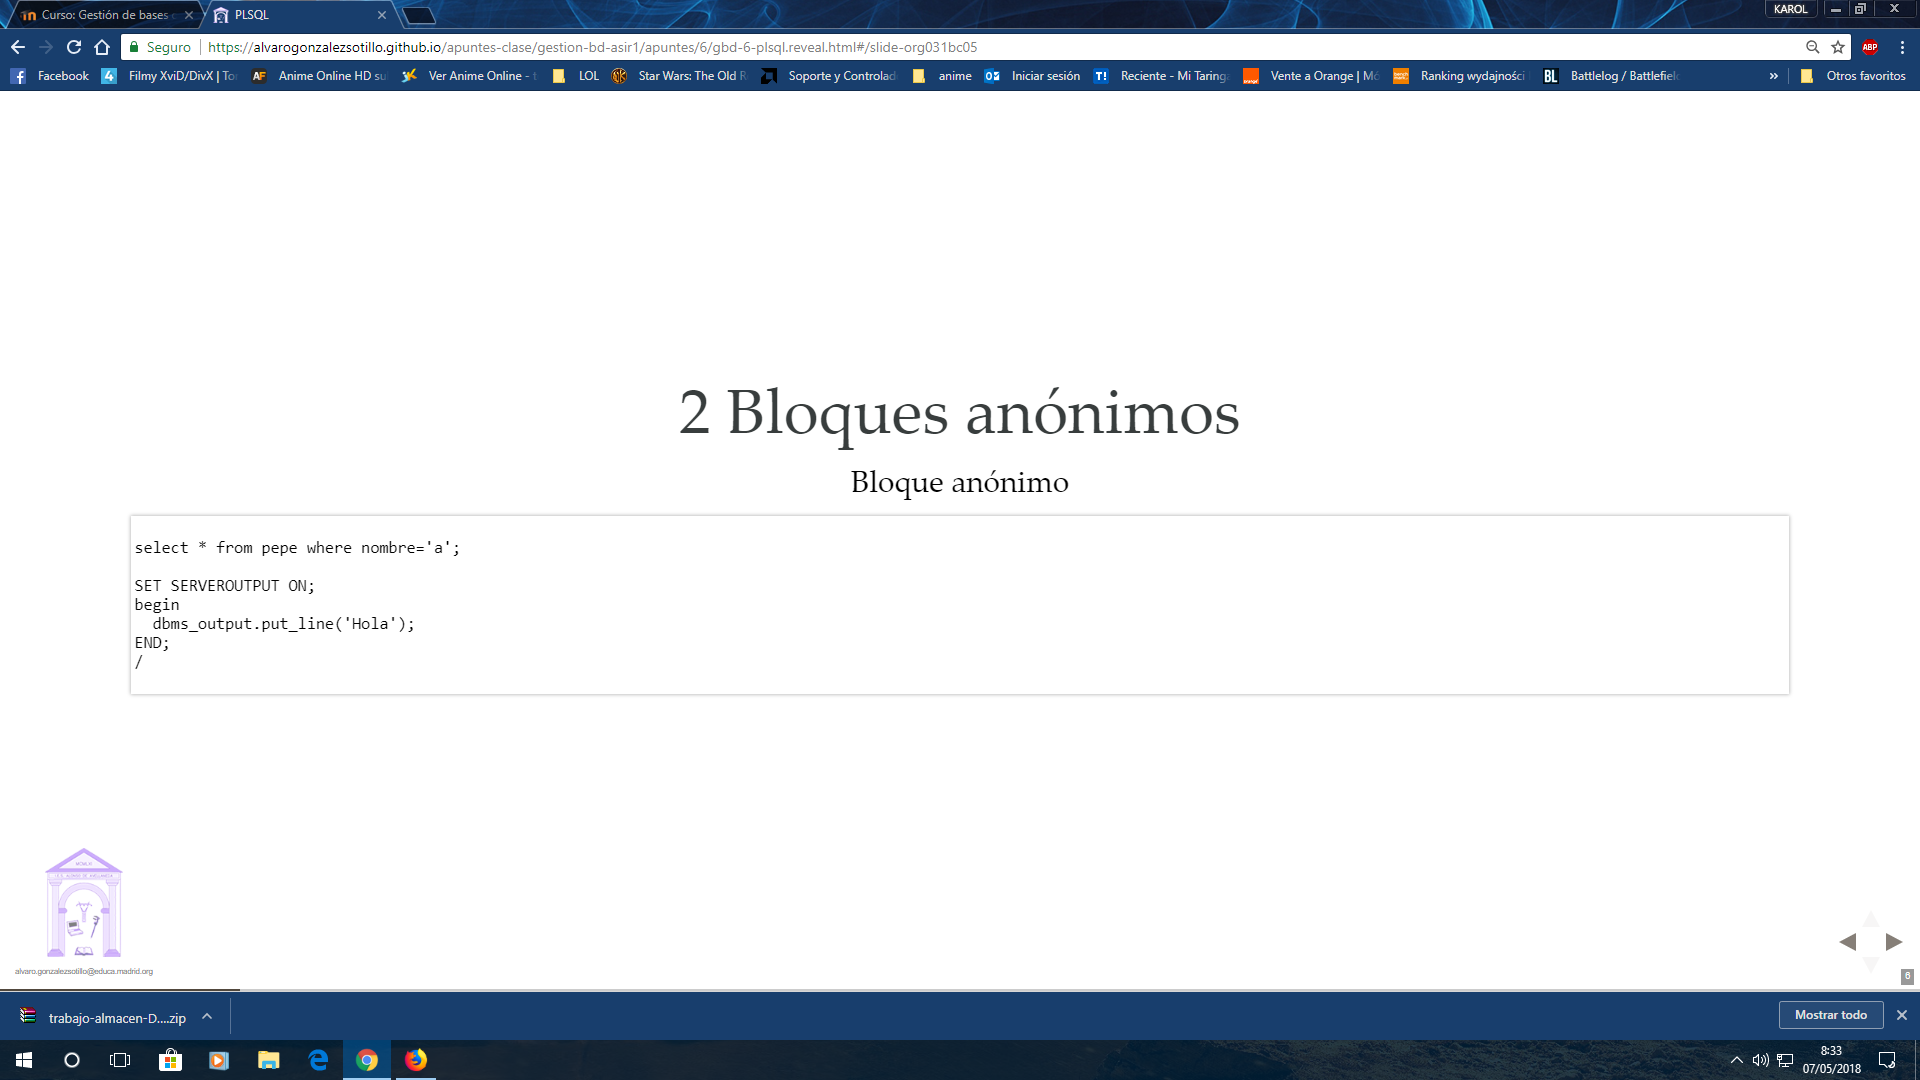 Curso: Gestión de bases
PLSQL
KAROL
Seguro
https://alvarogonzalezsotillo.github.io/apuntes-clase/gestion-bd-asir1/apuntes/6/gbd-6-plsql.reveal.html#/slide-org031bc05
ABP
Facebook
Filmy XviD/DivX | To
Anime Online HD su
Ver Anime Online - t
LOL
Star Wars: The Old R
Soporte y Controlad
anime
Iniciar sesión
Reciente - Mi Taringa
Vente a Orange | Mó
Ranking wydajności
BL
Battlelog / Battlefiel
»
Otros favoritos
2 Bloques anónimos
Bloque anónimo
select * from pepe where nombre='a';
SET SERVEROUTPUT ON;
begin
dbms_output.put_line('Hola');
END;
/
alvaro.gonzalezsotillo@educa.madrid.org
6
trabajo-almacen-D....zip
Mostrar todo
8:33
07/05/2018